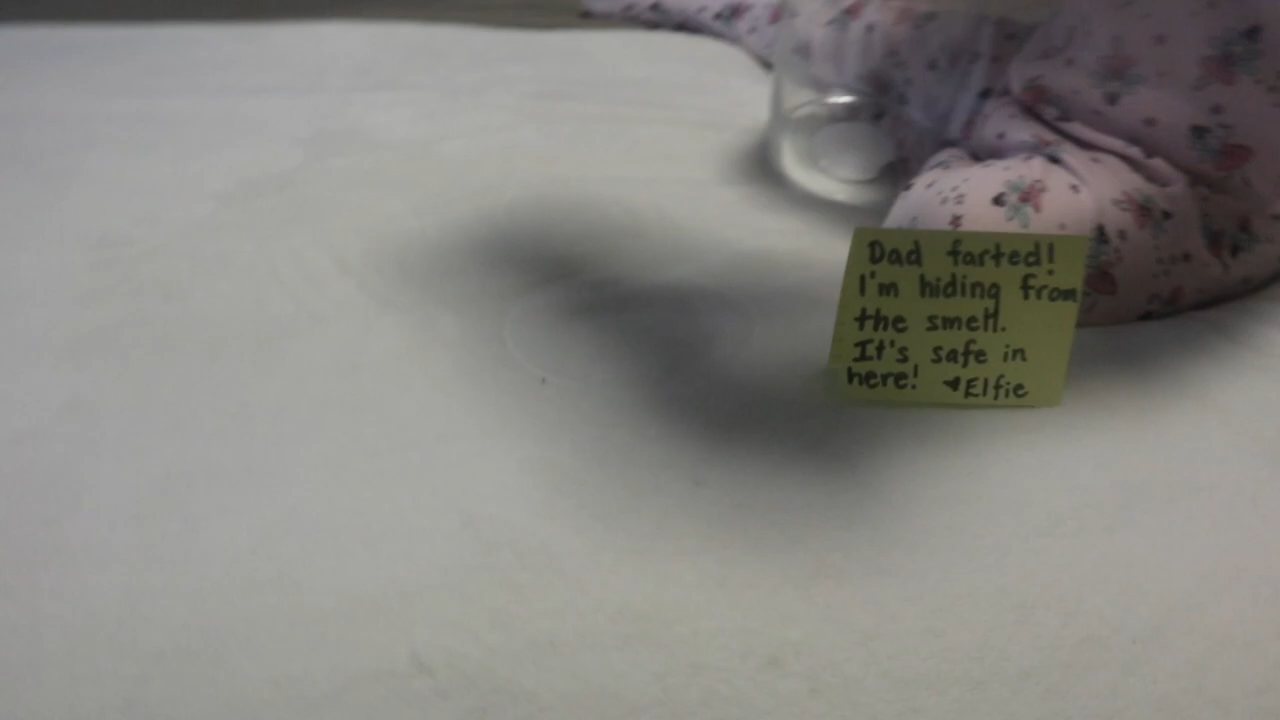 Dad farted!
I'm hiding from
the smell.
It's safe in
here! ♥Elfie